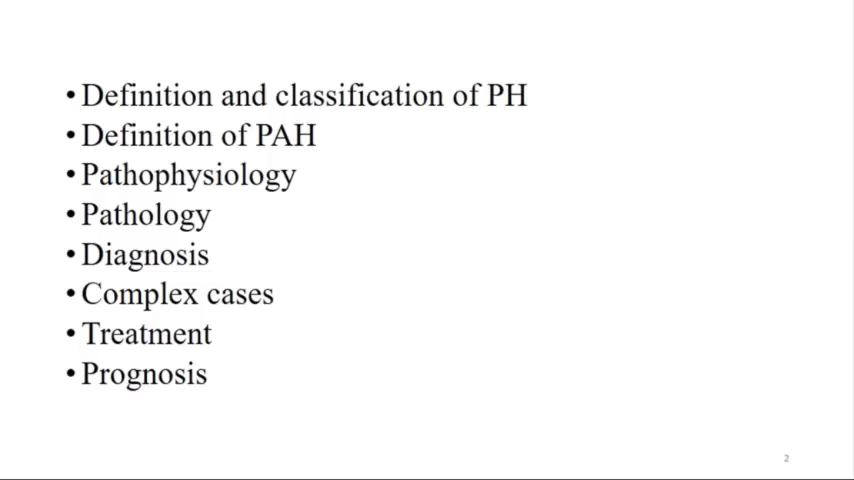 • Definition and classification of PH
• Definition of PAH
• Pathophysiology
• Pathology
• Diagnosis
• Complex cases
• Treatment
• Prognosis
2